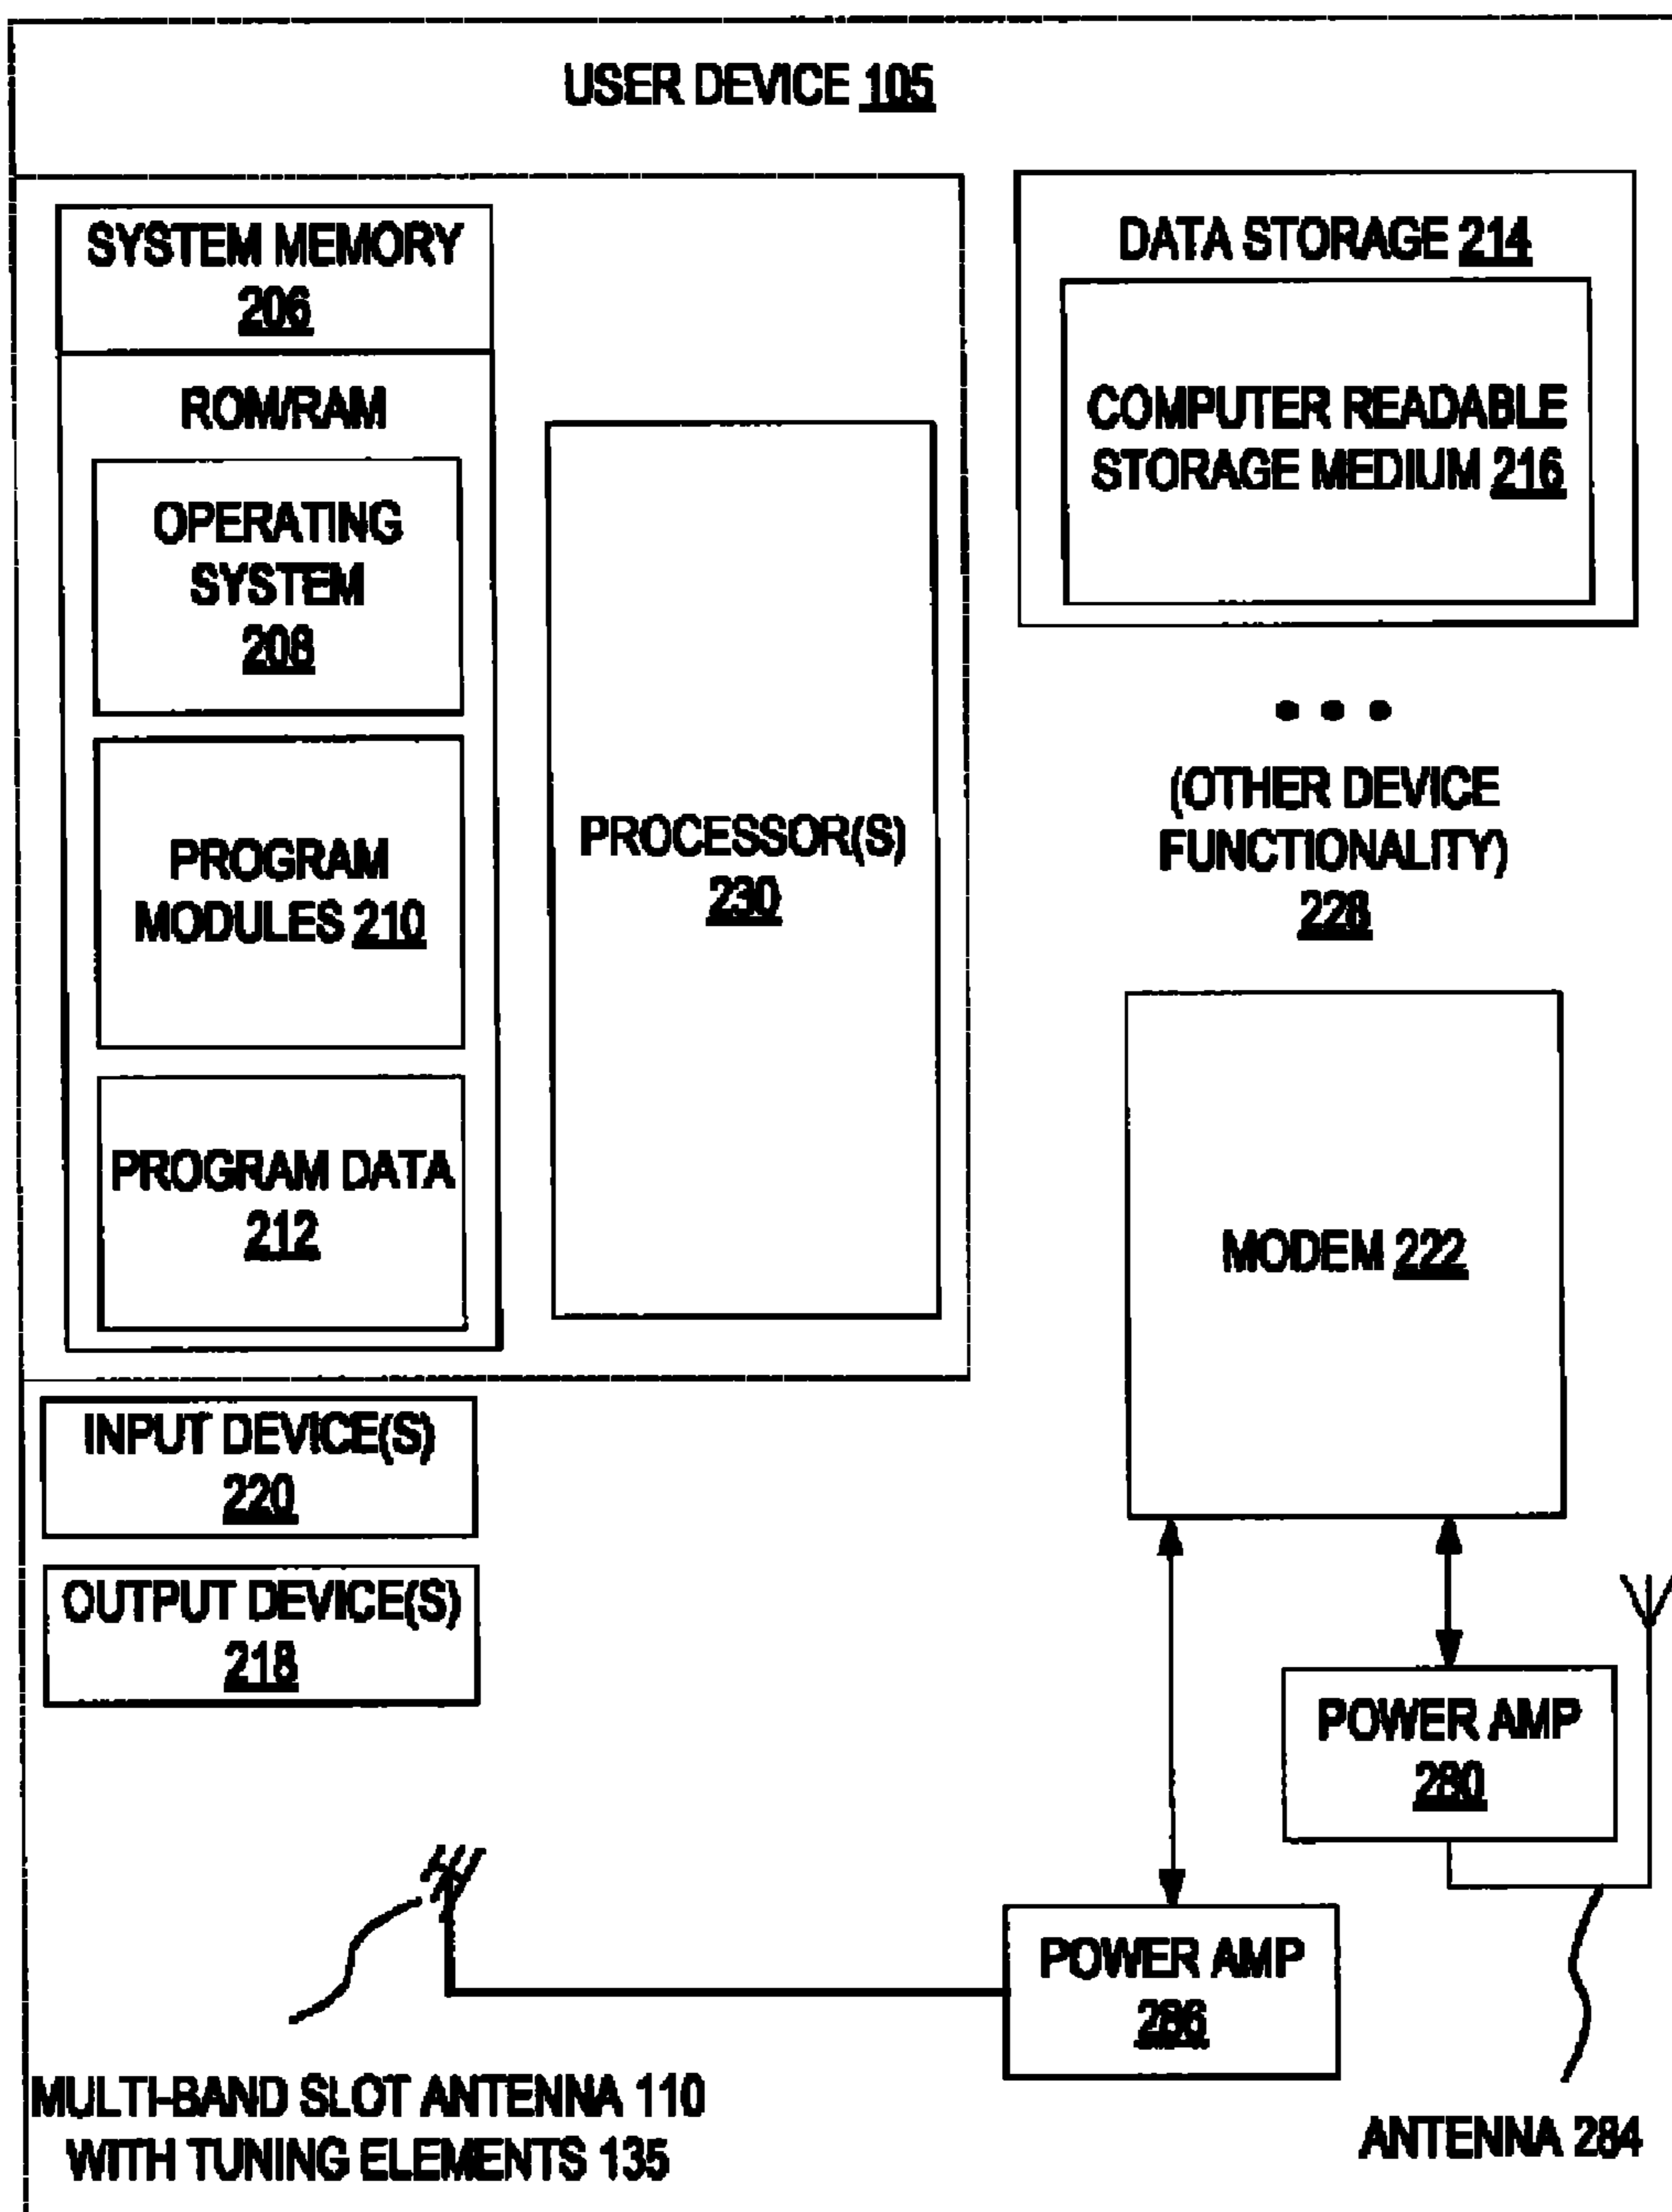 USER DEVICE 105
SYSTEM MEMORY
206
ROM/RAM
OPERATING
SYSTEM
208
PROGRAM
MODULES 210
PROGRAM DATA
212
PROCESSOR(S)
230
DATA STORAGE 214
COMPUTER READABLE
STORAGE MEDIUM 216
(OTHER DEVICE
FUNCTIONALITY)
228
MODEM 222
INPUT DEVICE(S)
220
OUTPUT DEVICE(S)
218
POWER AMP
280
POWER AMP
286
MULTI-BAND SLOT ANTENNA 110
WITH TUNING ELEMENTS 135
ANTENNA 284